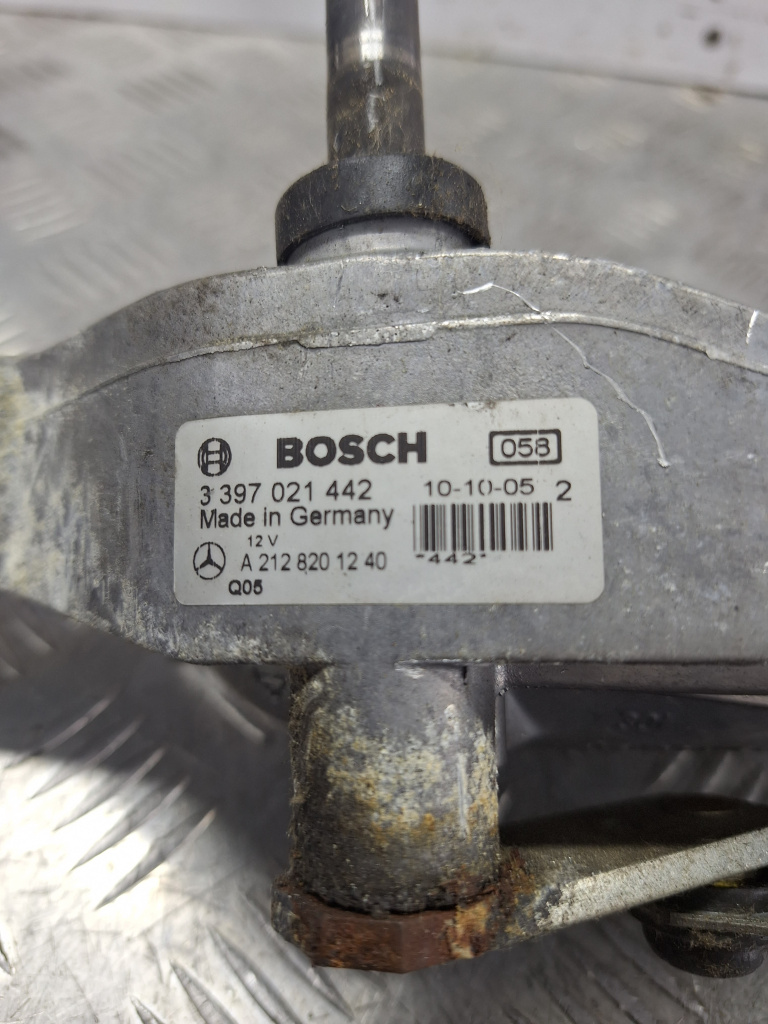 BOSCH 058
3 397 021 442 10-10-05 2
Made in Germany
12 V *442*
A 212 820 12 40
Q05